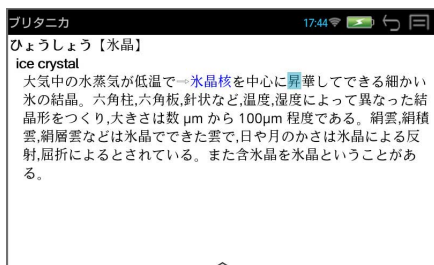 ブリタニカ 17:44
ひょうしょう【氷晶】
ice crystal
大気中の水蒸気が低温で⇨氷晶核を中心に昇華してできる細かい
氷の結晶。六角柱,六角板,針状など,温度,湿度によって異なった結
晶形をつくり,大きさは数 μm から 100μm 程度である。絹雲,絹積
雲,絹層雲などは氷晶でできた雲で,日や月のかさは氷晶による反
射,屈折によるとされている。また含氷晶を氷晶ということがあ
る。